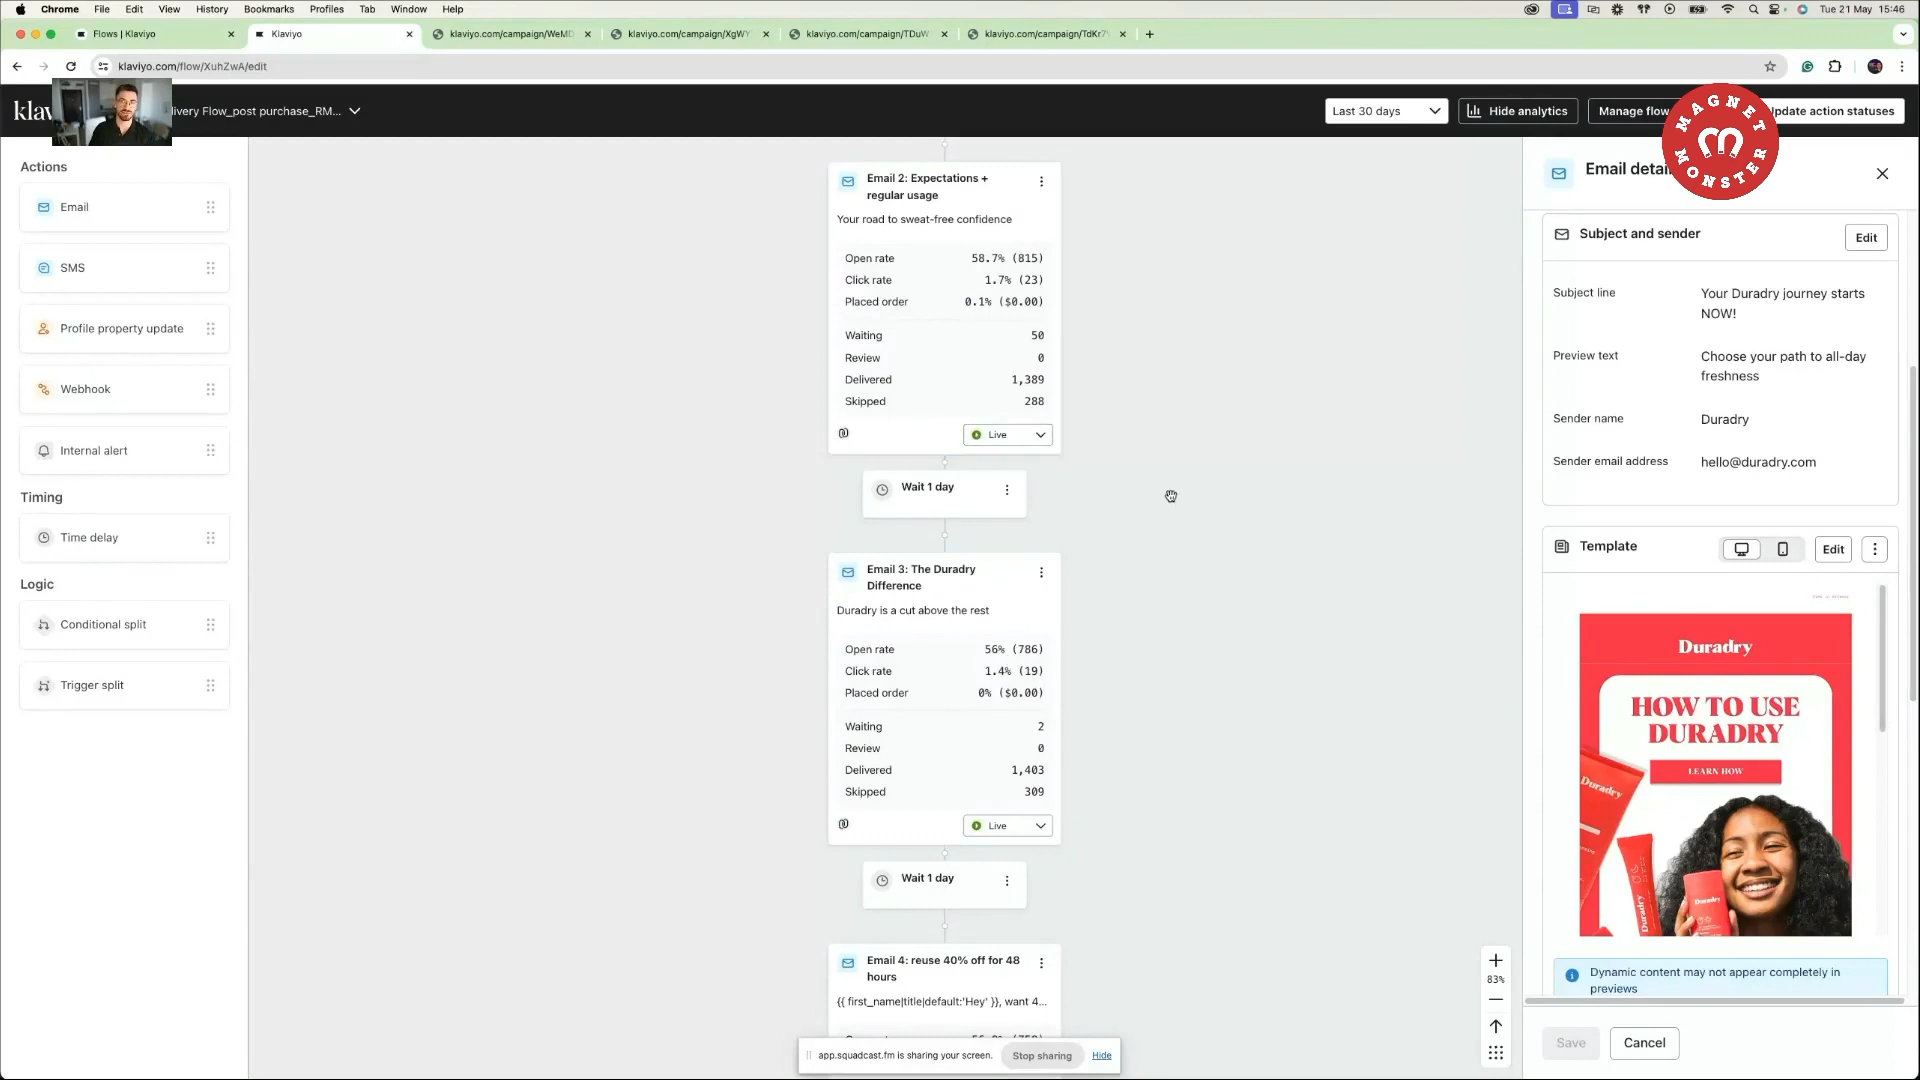 Chrome File Edit View History Bookmarks Profiles Tab Window Help
Tue 21 May 15:46
Flows | Klaviyo
Klaviyo
klaviyo.com/campaign/WeMD
klaviyo.com/campaign/XgWY
klaviyo.com/campaign/TDuW
klaviyo.com/campaign/TdKr7
klaviyo.com/flow/XuhZwA/edit
klav
livery Flow_post purchase_RM...
Last 30 days
Hide analytics
Manage flow
Update action statuses
MAGNET
MONSTER
Actions
Email
SMS
Profile property update
Webhook
Internal alert
Timing
Time delay
Logic
Conditional split
Trigger split
Email 2: Expectations +
regular usage
Your road to sweat-free confidence
Open rate 58.7% (815)
Click rate 1.7% (23)
Placed order 0.1% ($0.00)
Waiting 50
Review 0
Delivered 1,389
Skipped 288
Live
Wait 1 day
Email 3: The Duradry
Difference
Duradry is a cut above the rest
Open rate 56% (786)
Click rate 1.4% (19)
Placed order 0% ($0.00)
Waiting 2
Review 0
Delivered 1,403
Skipped 309
Live
Wait 1 day
Email 4: reuse 40% off for 48
hours
{{ first_name|title|default:'Hey' }}, want 4...
app.squadcast.fm is sharing your screen.
Stop sharing
Hide
83%
Email detai
Subject and sender
Edit
Subject line Your Duradry journey starts
NOW!
Preview text Choose your path to all-day
freshness
Sender name Duradry
Sender email address hello@duradry.com
Template
Edit
Duradry
HOW TO USE
DURADRY
LEARN HOW
Duradry
Duradry
Duradry
Dynamic content may not appear completely in
previews
Save
Cancel